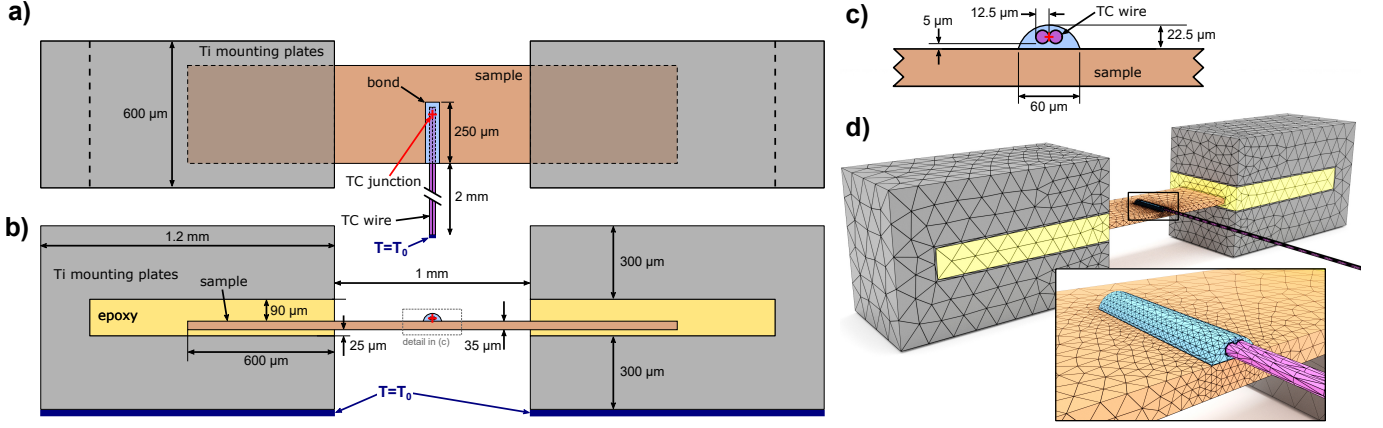 a)
Ti mounting plates
sample
bond
600 µm
250 µm
TC junction
2 mm
TC wire
T=T₀
b)
1.2 mm
Ti mounting plates
1 mm
300 µm
sample
epoxy
90 µm
detail in (c)
25 µm
35 µm
600 µm
300 µm
T=T₀
c)
12.5 µm
TC wire
5 µm
22.5 µm
sample
60 µm
d)